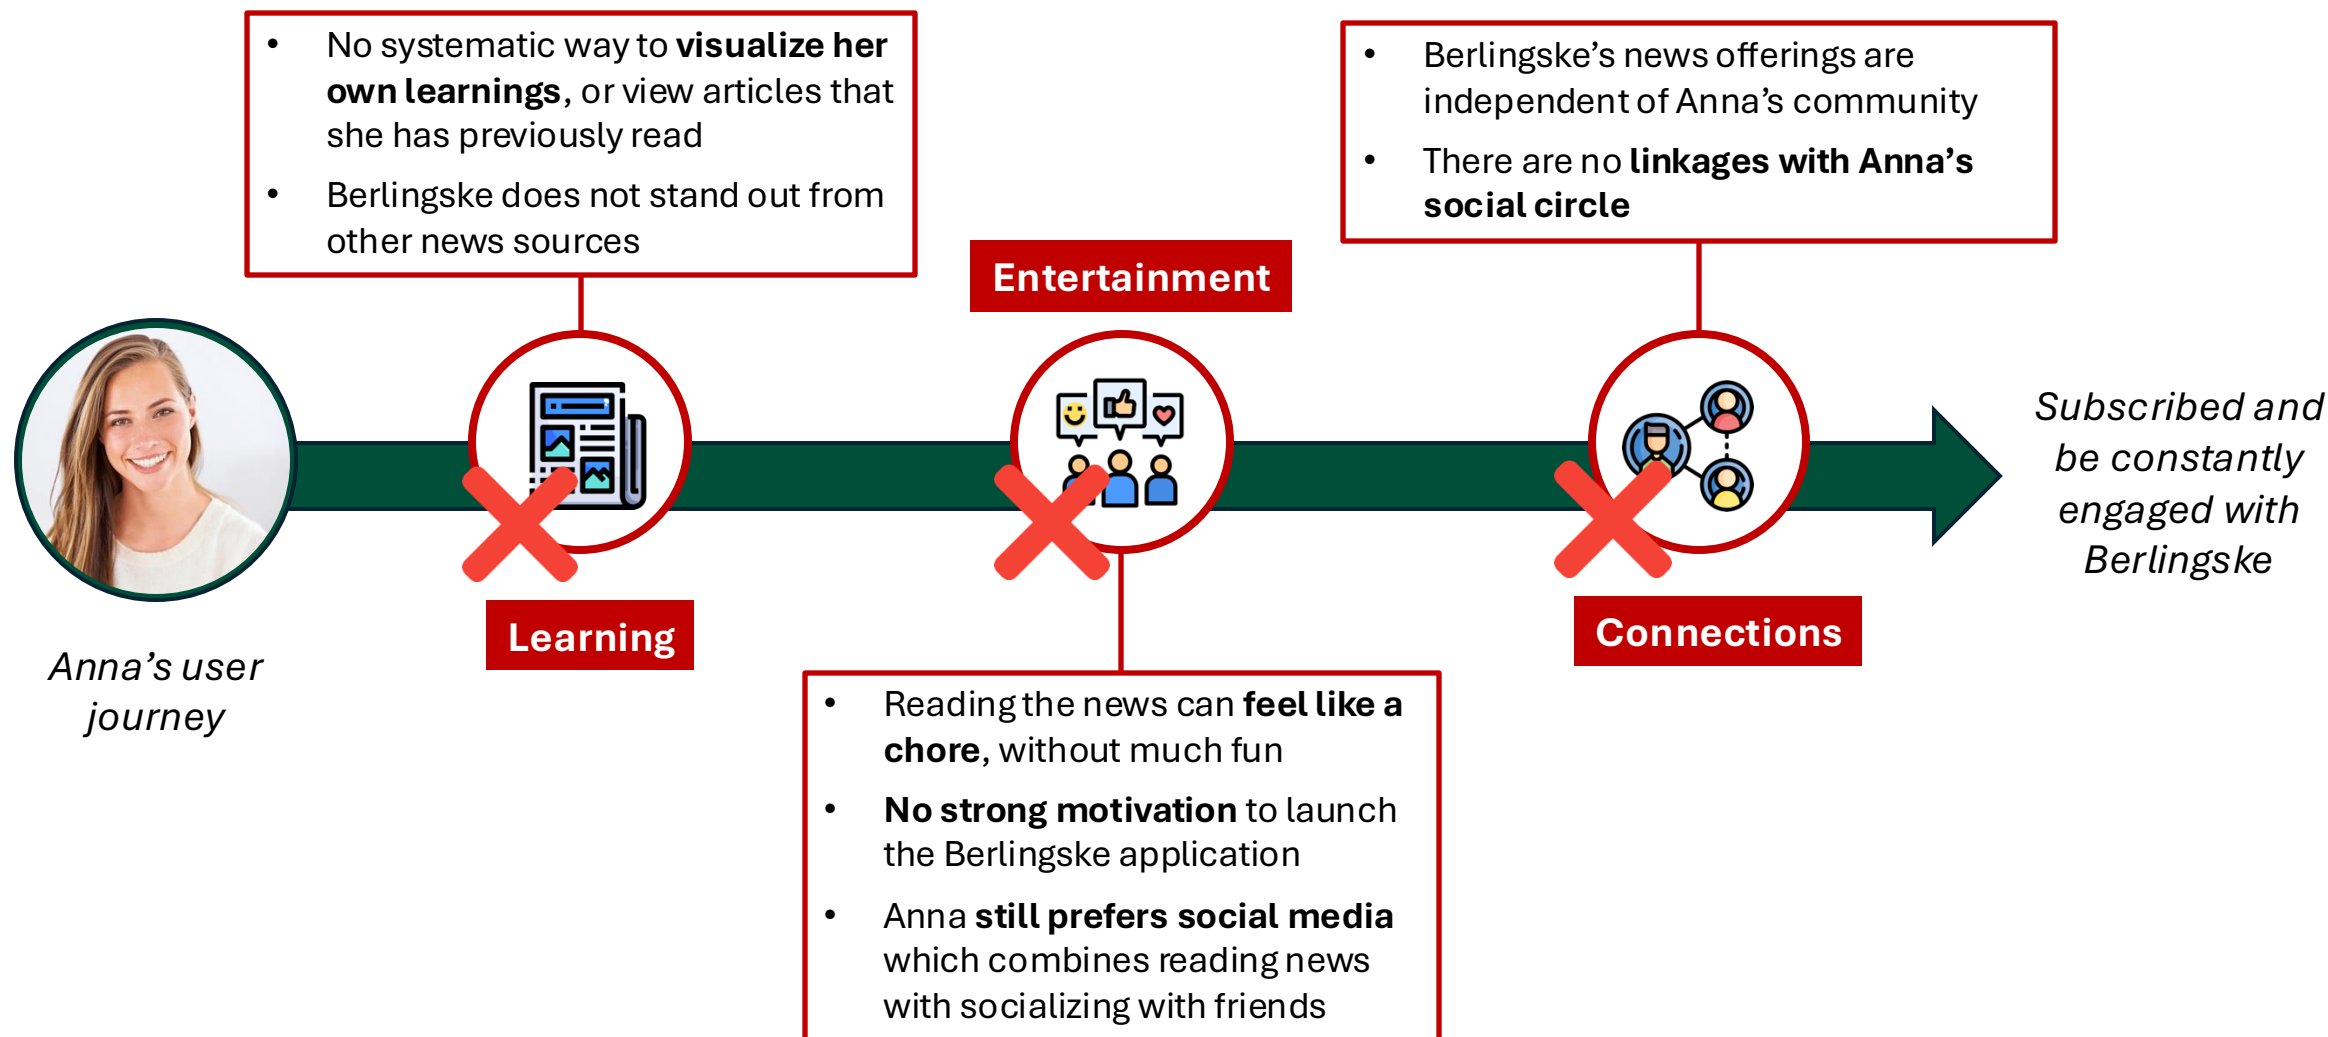 • No systematic way to visualize her
own learnings, or view articles that
she has previously read
• Berlingske does not stand out from
other news sources
• Berlingske’s news offerings are
independent of Anna’s community
• There are no linkages with Anna’s
social circle
Entertainment
Subscribed and
be constantly
engaged with
Berlingske
Learning
Connections
Anna’s user
journey
• Reading the news can feel like a
chore, without much fun
• No strong motivation to launch
the Berlingske application
• Anna still prefers social media
which combines reading news
with socializing with friends